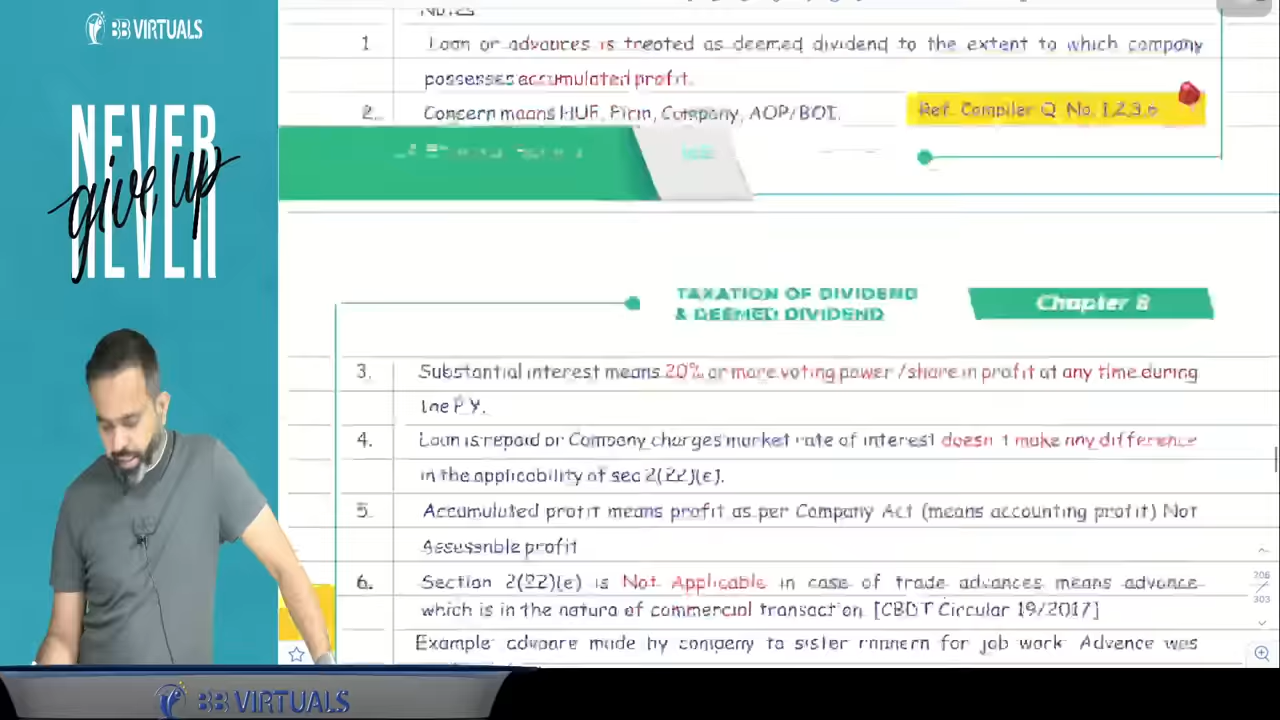 BB VIRTUALS
NEVER
give up
NEVER
NOTES
1. Loan or advances is treated as deemed dividend to the extent to which company
possesses accumulated profit.
2. Concern means HUF, Firm, Company, AOP/BOI.
Ref. Compiler Q. No. 1,2,3,6
TAXATION OF DIVIDEND
& DEEMED DIVIDEND
Chapter 8
3. Substantial interest means 20% or more voting power /share in profit at any time during
the P.Y.
4. Loan is repaid or Company charges market rate of interest doesn't make any difference
in the applicability of sec 2(22)(e).
5. Accumulated profit means profit as per Company Act (means accounting profit) Not
Assessable profit
6. Section 2(22)(e) is Not Applicable in case of trade advances means advance
which is in the nature of commercial transaction [CBDT Circular 19/2017]
Example advance made by company to sister concern for job work Advance was
206
303
BB VIRTUALS